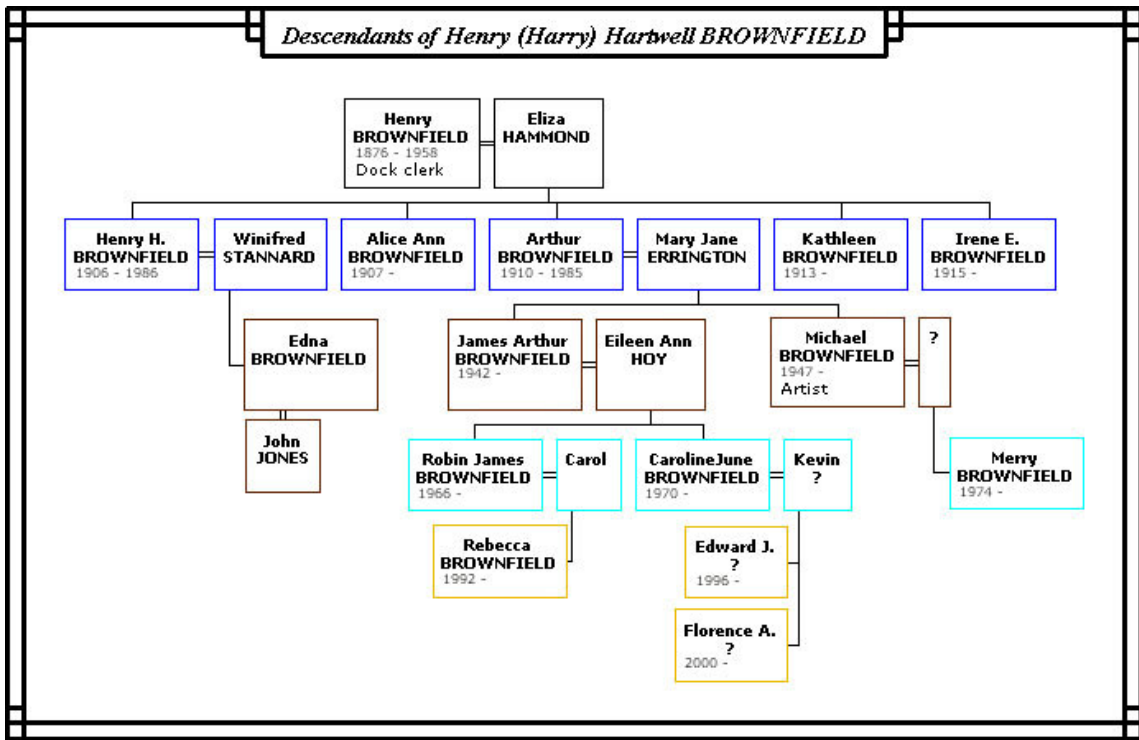 Descendants of Henry (Harry) Hartwell BROWNFIELD
Henry
BROWNFIELD
1876 - 1958
Dock clerk
Eliza
HAMMOND
Henry H.
BROWNFIELD
1906 - 1986
Winifred
STANNARD
Alice Ann
BROWNFIELD
1907 -
Arthur
BROWNFIELD
1910 - 1985
Mary Jane
ERRINGTON
Kathleen
BROWNFIELD
1913 -
Irene E.
BROWNFIELD
1915 -
Edna
BROWNFIELD
James Arthur
BROWNFIELD
1942 -
Eileen Ann
HOY
Michael
BROWNFIELD
1947 -
Artist
?
John
JONES
Robin James
BROWNFIELD
1966 -
Carol
CarolineJune
BROWNFIELD
1970 -
Kevin
?
Merry
BROWNFIELD
1974 -
Rebecca
BROWNFIELD
1992 -
Edward J.
?
1996 -
Florence A.
?
2000 -